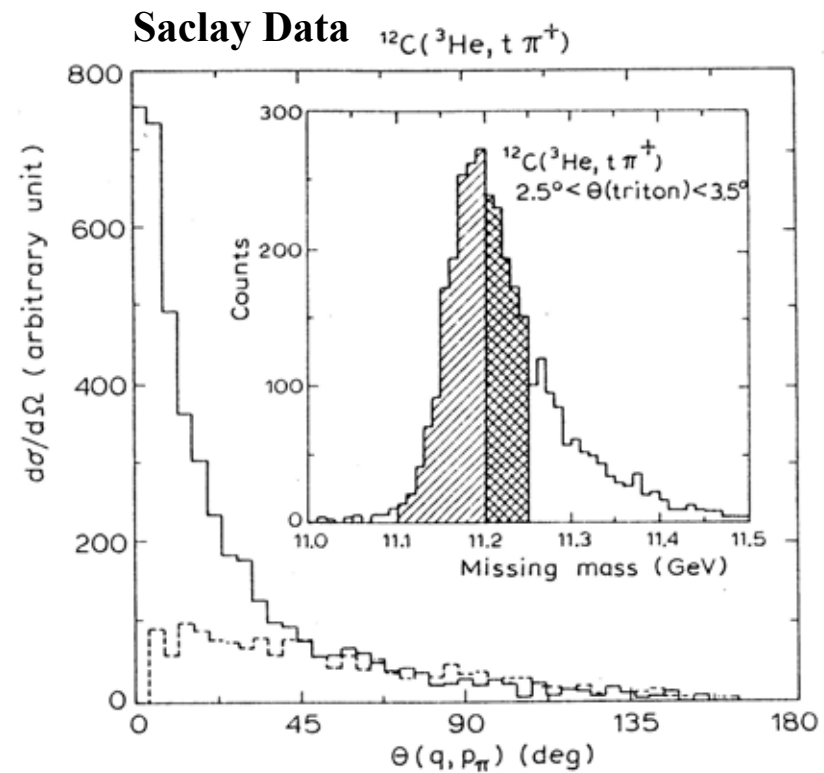 Saclay Data ¹²C(³He, t π⁺)
800
600
400
200
0
dσ/dΩ (arbitrary unit)
300
200
100
0
Counts
¹²C(³He, t π⁺)
2.5° < θ(triton) < 3.5°
11.0 11.1 11.2 11.3 11.4 11.5
Missing mass (GeV)
0 45 90 135 180
θ(q, pπ) (deg)